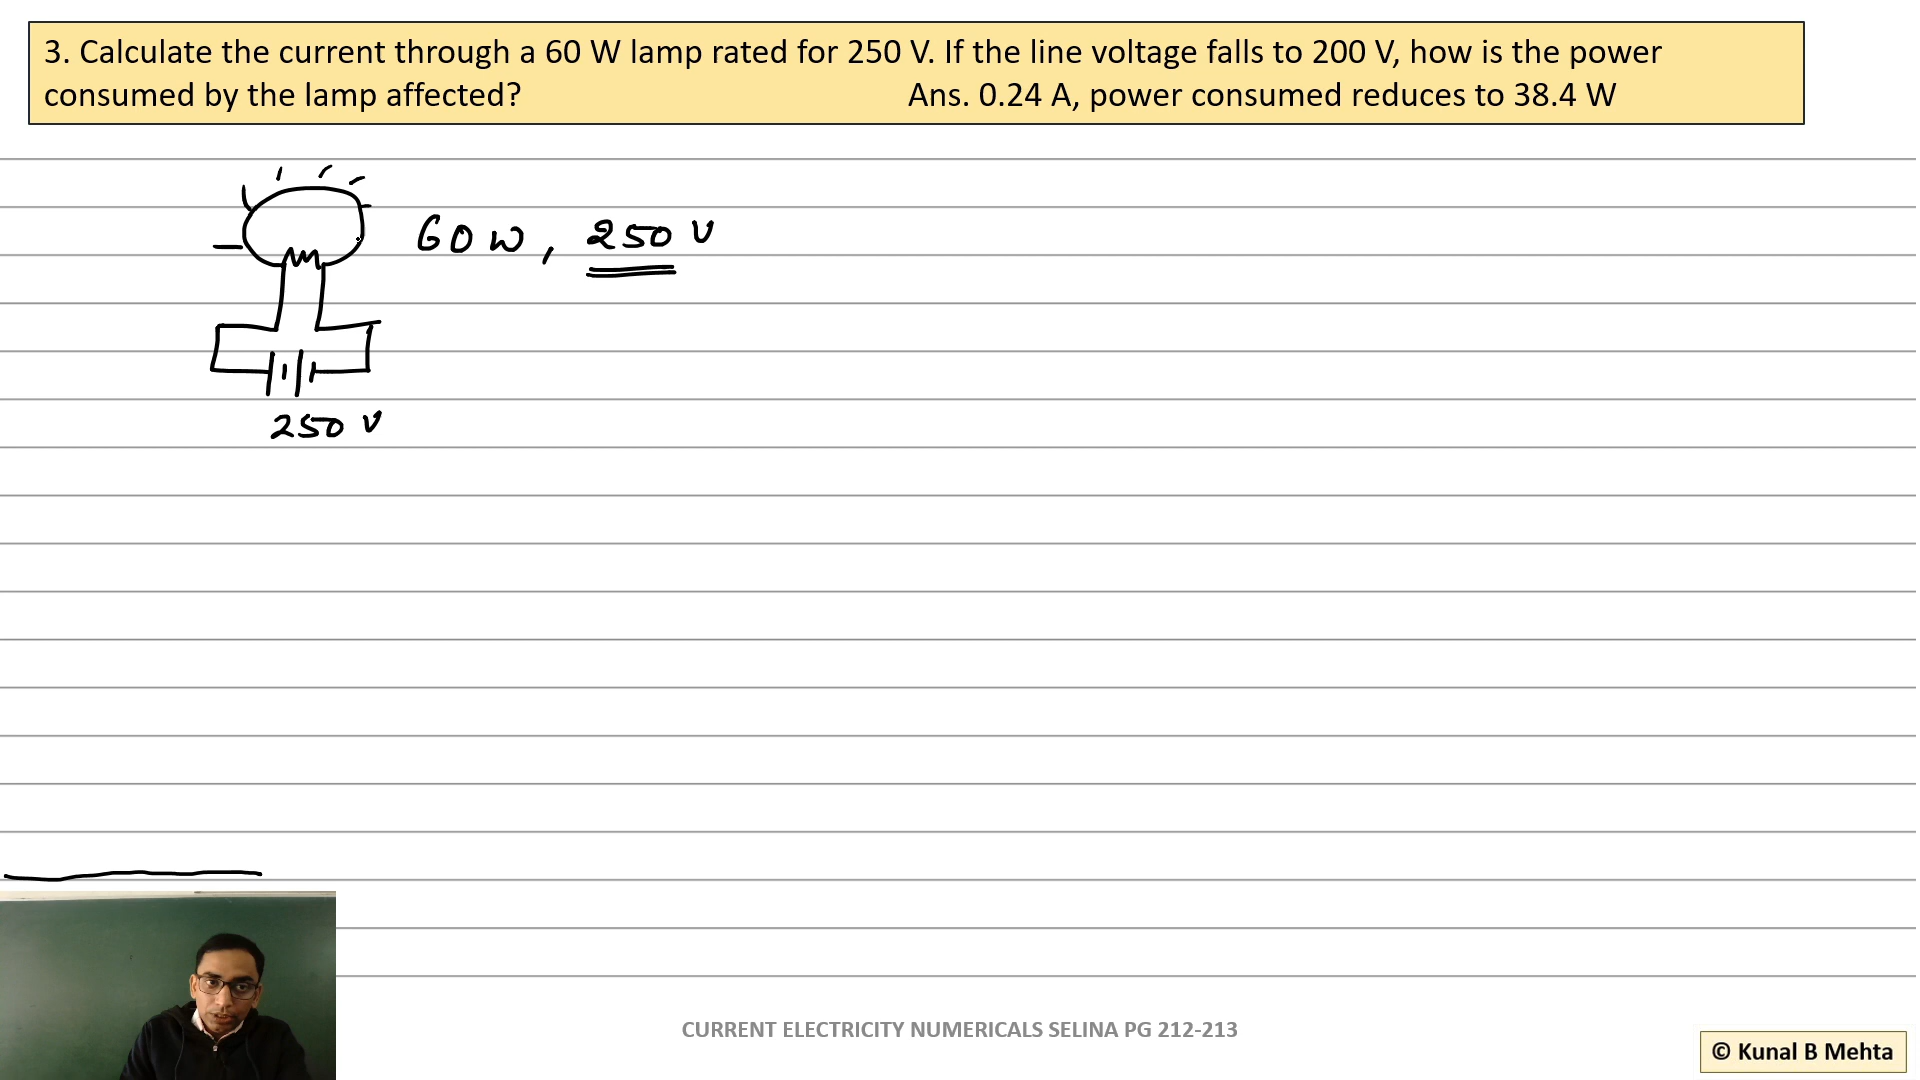 3. Calculate the current through a 60 W lamp rated for 250 V. If the line voltage falls to 200 V, how is the power
consumed by the lamp affected? Ans. 0.24 A, power consumed reduces to 38.4 W
60 W, 250 V
250 V
CURRENT ELECTRICITY NUMERICALS SELINA PG 212-213
© Kunal B Mehta